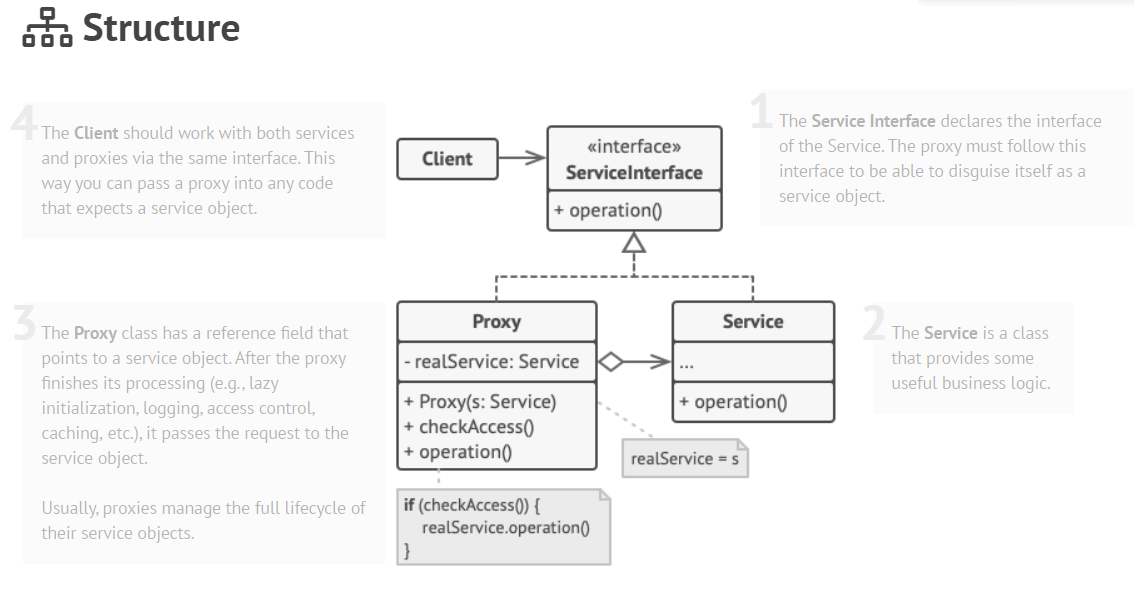 Structure
4
The Client should work with both services
and proxies via the same interface. This
way you can pass a proxy into any code
that expects a service object.
Client
«interface»
ServiceInterface
+ operation()
1
The Service Interface declares the interface
of the Service. The proxy must follow this
interface to be able to disguise itself as a
service object.
3
The Proxy class has a reference field that
points to a service object. After the proxy
finishes its processing (e.g., lazy
initialization, logging, access control,
caching, etc.), it passes the request to the
service object.
Usually, proxies manage the full lifecycle of
their service objects.
Proxy
- realService: Service
+ Proxy(s: Service)
+ checkAccess()
+ operation()
Service
...
+ operation()
2
The Service is a class
that provides some
useful business logic.
realService = s
if (checkAccess()) {
realService.operation()
}